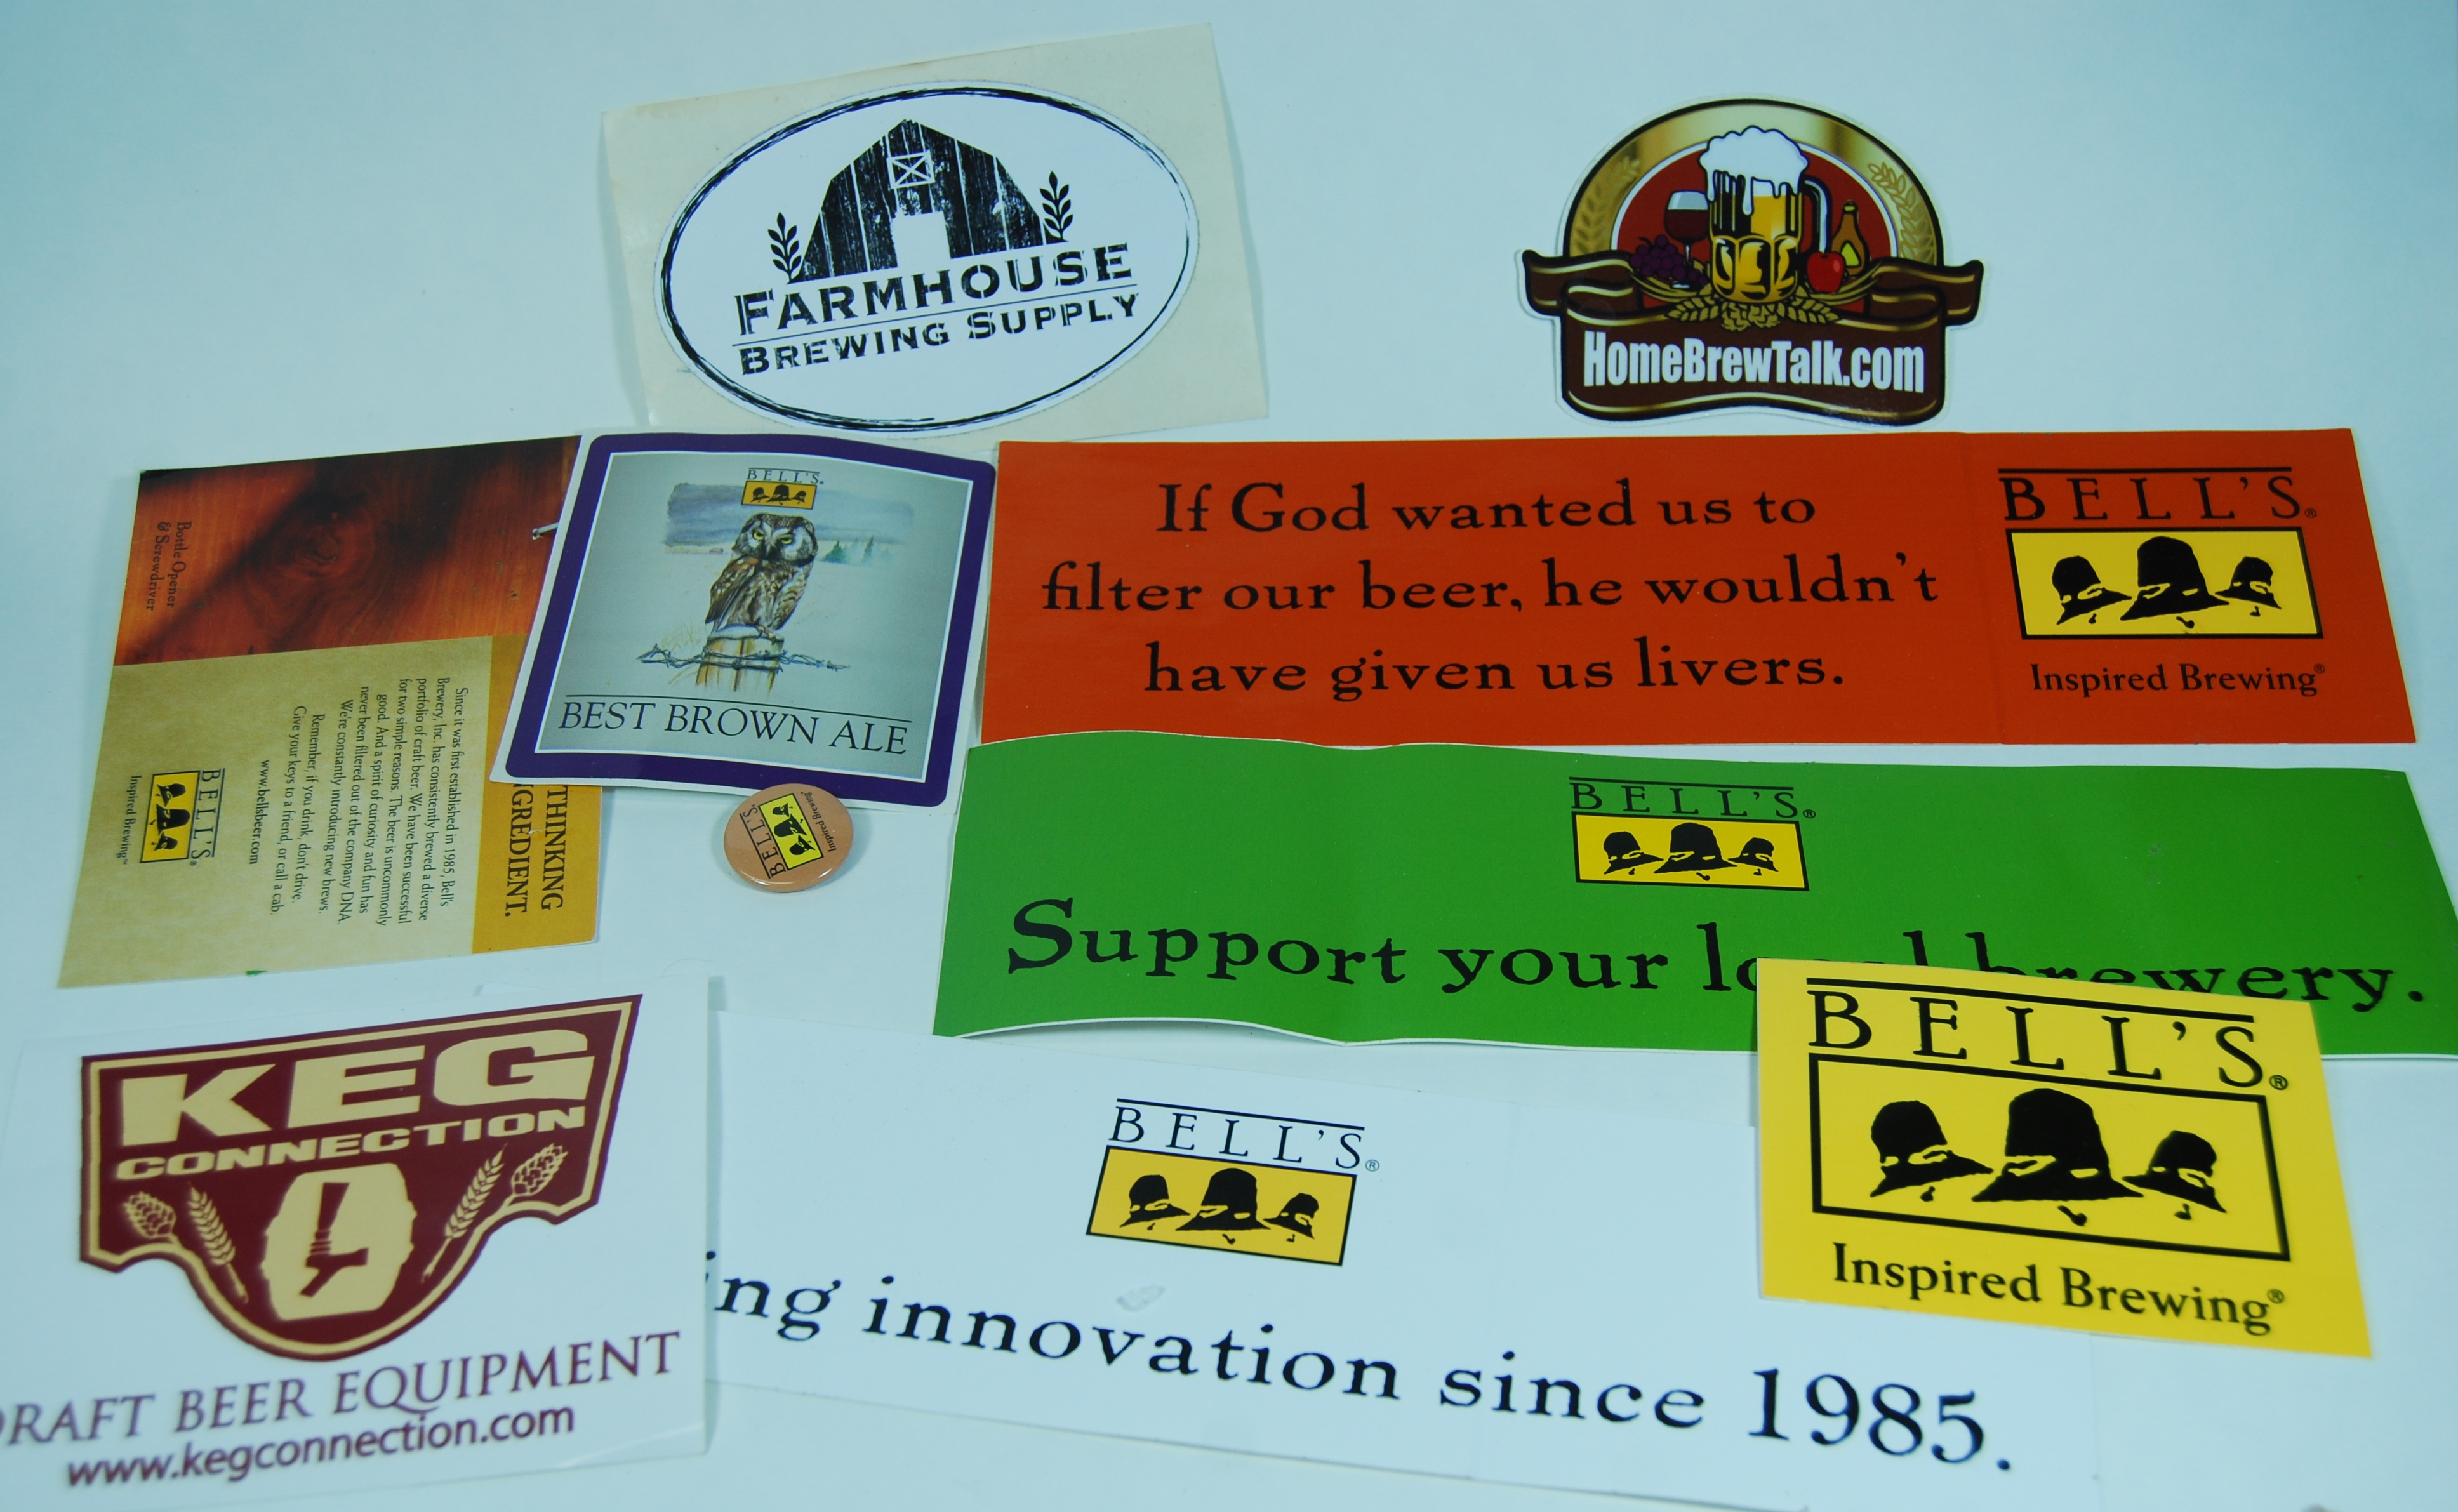 FARMHOUSE
BREWING SUPPLY
HomeBrewTalk.com
Bottle Opener
& Screwdriver
THINKING
GREDIENT.
Since it was first established in 1985, Bell's
Brewery, Inc. has consistently brewed a diverse
portfolio of craft beer. We have been successful
for two simple reasons. The beer is uncommonly
good. And a spirit of curiosity and fun has
never been filtered out of the company DNA.
We're constantly introducing new brews.
Remember, if you drink, don't drive.
Give your keys to a friend, or call a cab.
www.bellsbeer.com
BELL'S®
Inspired Brewing™
BELL'S®
BEST BROWN ALE
BELL'S®
Inspired Brewing®
If God wanted us to
filter our beer, he wouldn't
have given us livers.
BELL'S®
Inspired Brewing®
BELL'S®
Support your local brewery.
BELL'S®
Inspired Brewing®
KEG
CONNECTION
DRAFT BEER EQUIPMENT
www.kegconnection.com
BELL'S®
ing innovation since 1985.